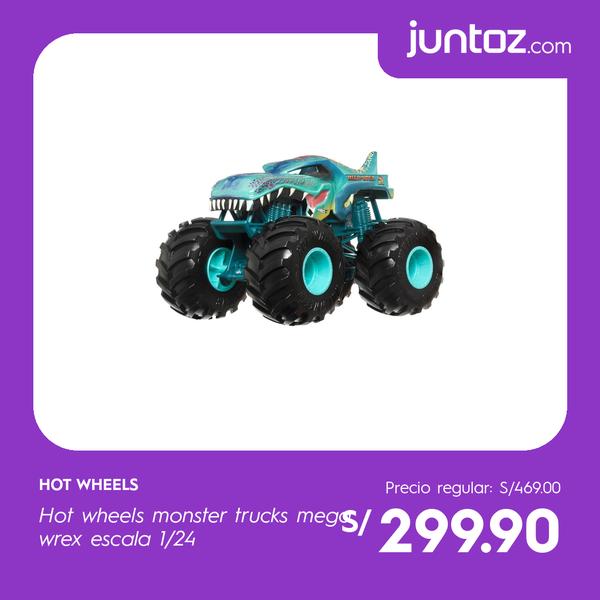 juntoz.com
HOT WHEELS
Hot wheels monster trucks mega
wrex escala 1/24
Precio regular: S/469.00
S/ 299.90